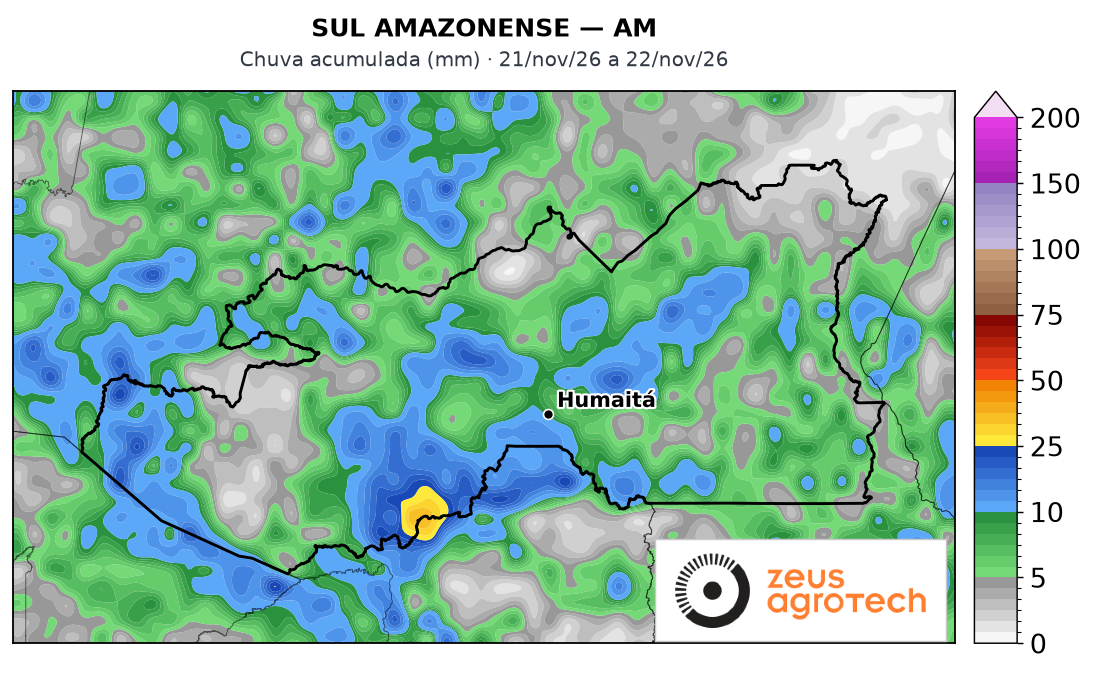 SUL AMAZONENSE — AM
Chuva acumulada (mm) · 21/nov/26 a 22/nov/26
200
150
100
75
50
25
10
5
0
Humaitá
zeus
agrotech